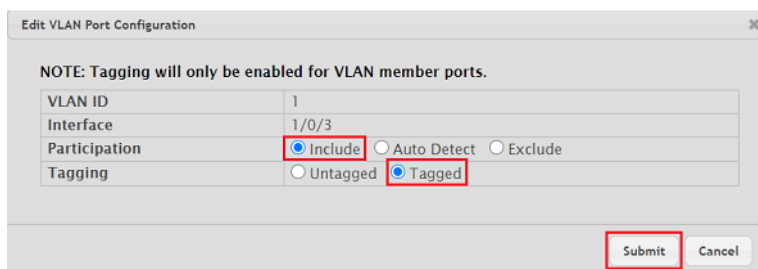 Edit VLAN Port Configuration
NOTE: Tagging will only be enabled for VLAN member ports.
VLAN ID 1
Interface 1/0/3
Participation Include Auto Detect Exclude
Tagging Untagged Tagged
Submit Cancel